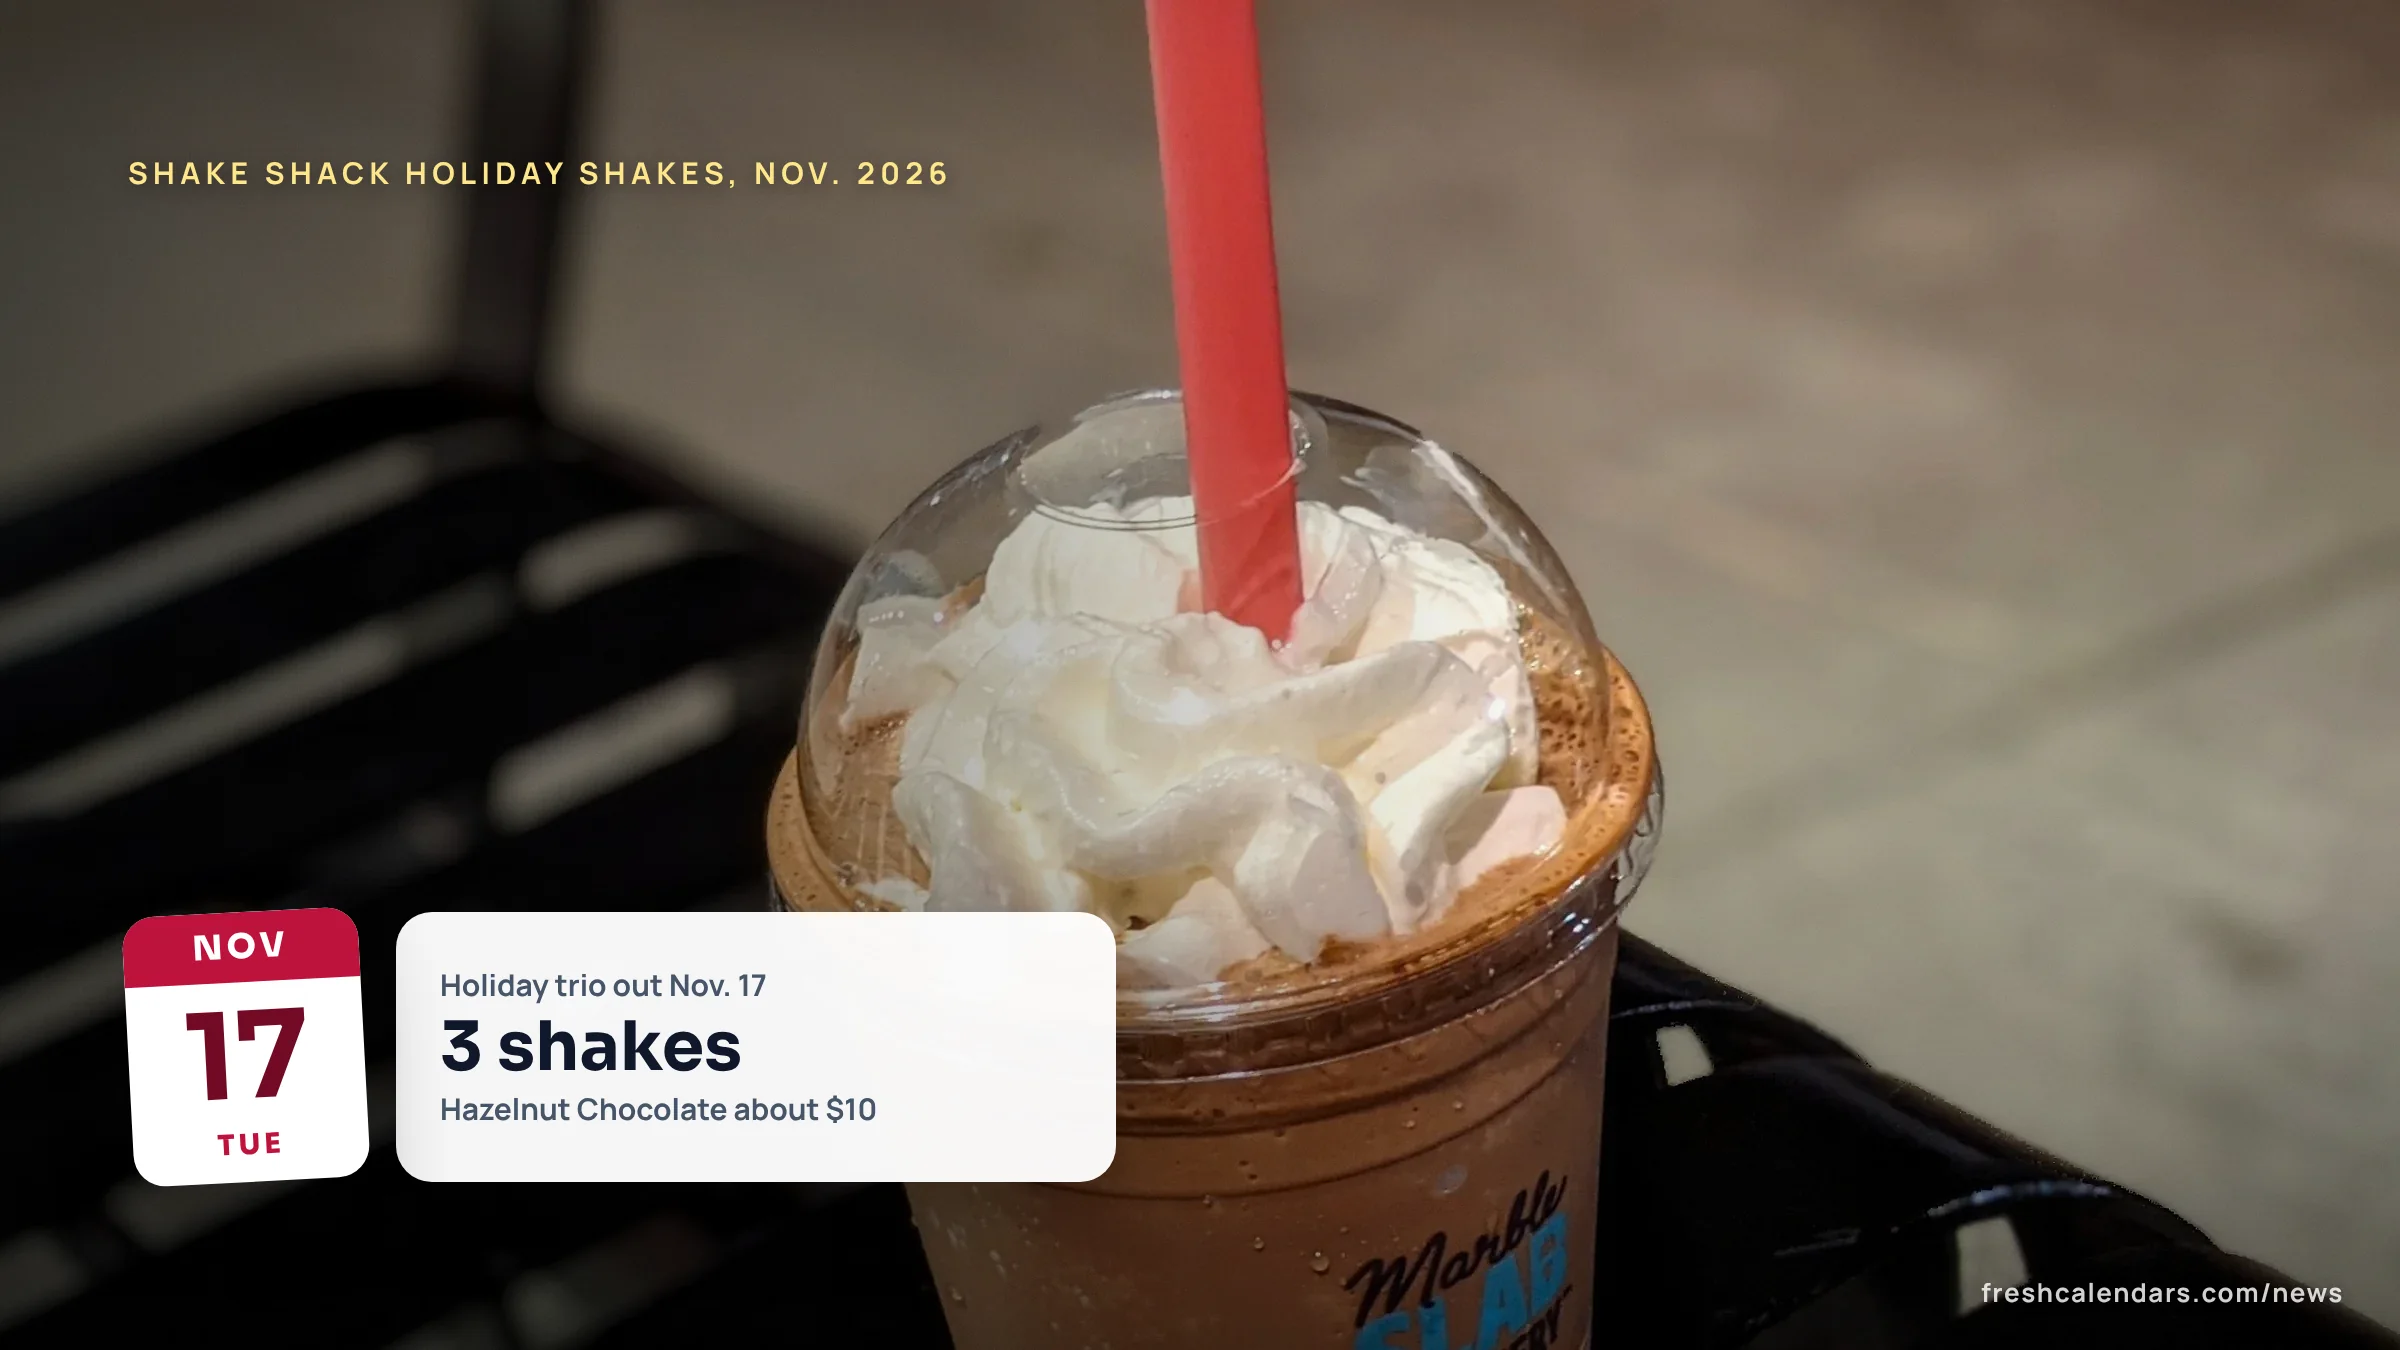 SHAKE SHACK HOLIDAY SHAKES, NOV. 2026
NOV
17
TUE
Holiday trio out Nov. 17
3 shakes
Hazelnut Chocolate about $10
Marble
SLAB
freshcalendars.com/news